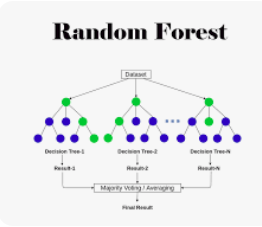 Random Forest
Dataset
Decision Tree-1 Decision Tree-2 Decision Tree-N
Result-1 Result-2 Result-N
Majority Voting / Averaging
Final Result